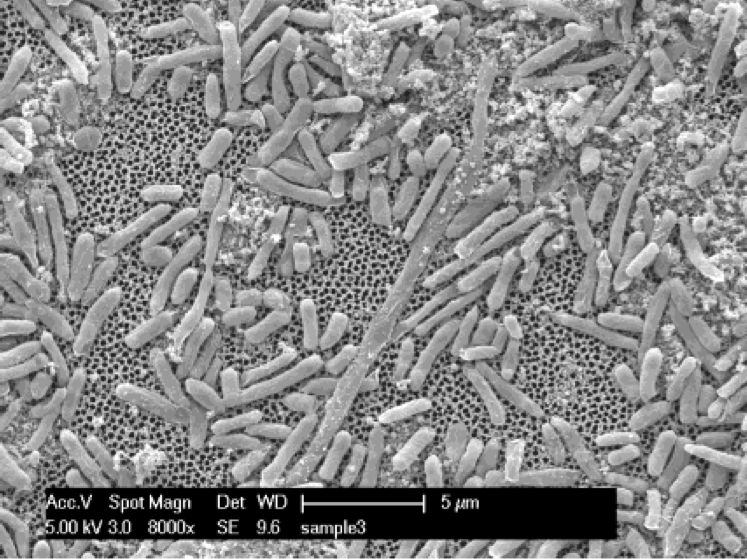 Acc.V Spot Magn Det WD 5 µm
5.00 kV 3.0 8000x SE 9.6 sample3